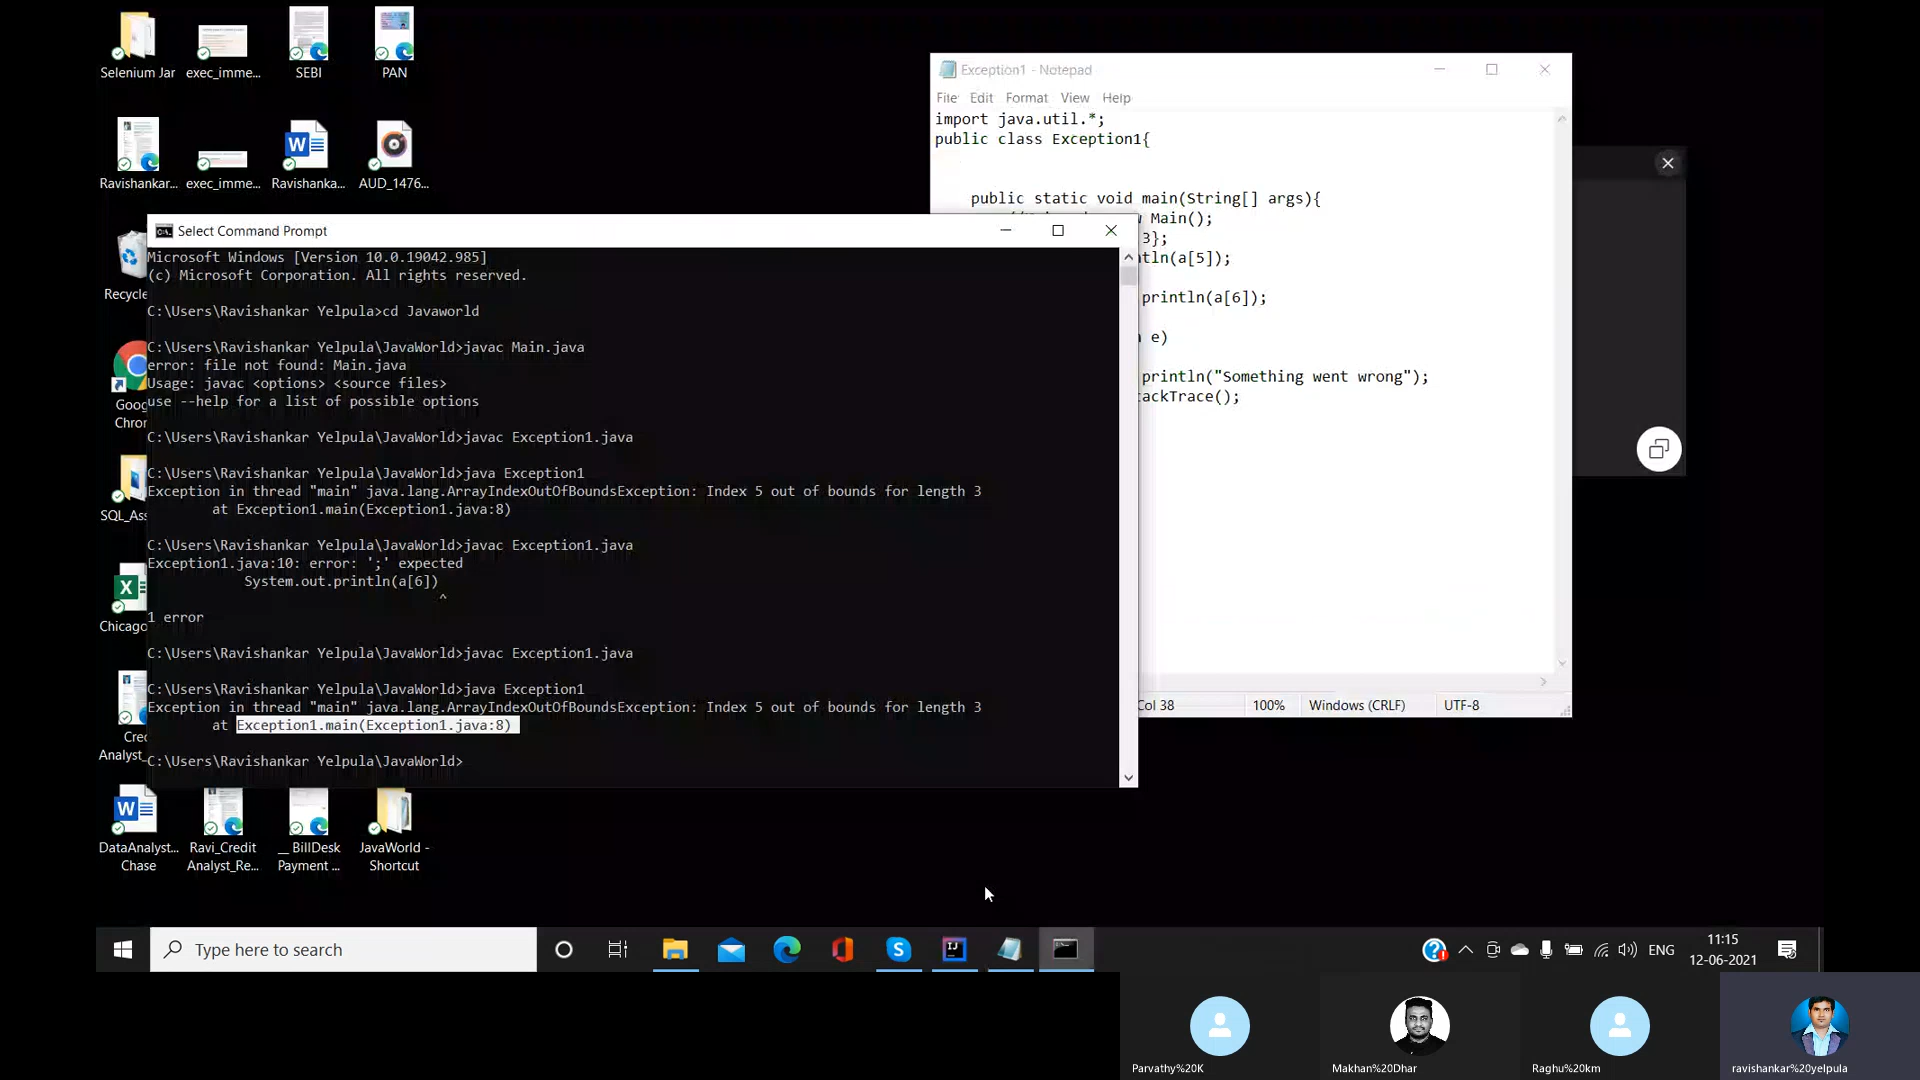 Selenium Jar
exec_imme...
SEBI
PAN
Ravishankar...
exec_imme...
Ravishanka...
AUD_1476...
Recycle
Goog
Chrom
SQL_Ass
Chicago
Cred
Analyst_
DataAnalyst...
Chase
Ravi_Credit
Analyst_Re...
__ BillDesk
Payment ...
JavaWorld -
Shortcut
Exception1 - Notepad
File Edit Format View Help
import java.util.*;
public class Exception1{
public static void main(String[] args){
Main();
3};
tln(a[5]);
println(a[6]);
e)
println("Something went wrong");
ackTrace();
Col 38 100% Windows (CRLF) UTF-8
Select Command Prompt
Microsoft Windows [Version 10.0.19042.985]
(c) Microsoft Corporation. All rights reserved.
C:\Users\Ravishankar Yelpula>cd Javaworld
C:\Users\Ravishankar Yelpula\JavaWorld>javac Main.java
error: file not found: Main.java
Usage: javac <options> <source files>
use --help for a list of possible options
C:\Users\Ravishankar Yelpula\JavaWorld>javac Exception1.java
C:\Users\Ravishankar Yelpula\JavaWorld>java Exception1
Exception in thread "main" java.lang.ArrayIndexOutOfBoundsException: Index 5 out of bounds for length 3
at Exception1.main(Exception1.java:8)
C:\Users\Ravishankar Yelpula\JavaWorld>javac Exception1.java
Exception1.java:10: error: ';' expected
System.out.println(a[6])
^
1 error
C:\Users\Ravishankar Yelpula\JavaWorld>javac Exception1.java
C:\Users\Ravishankar Yelpula\JavaWorld>java Exception1
Exception in thread "main" java.lang.ArrayIndexOutOfBoundsException: Index 5 out of bounds for length 3
at Exception1.main(Exception1.java:8)
C:\Users\Ravishankar Yelpula\JavaWorld>
Type here to search
ENG
11:15
12-06-2021
Parvathy%20K
Makhan%20Dhar
Raghu%20km
ravishankar%20yelpula